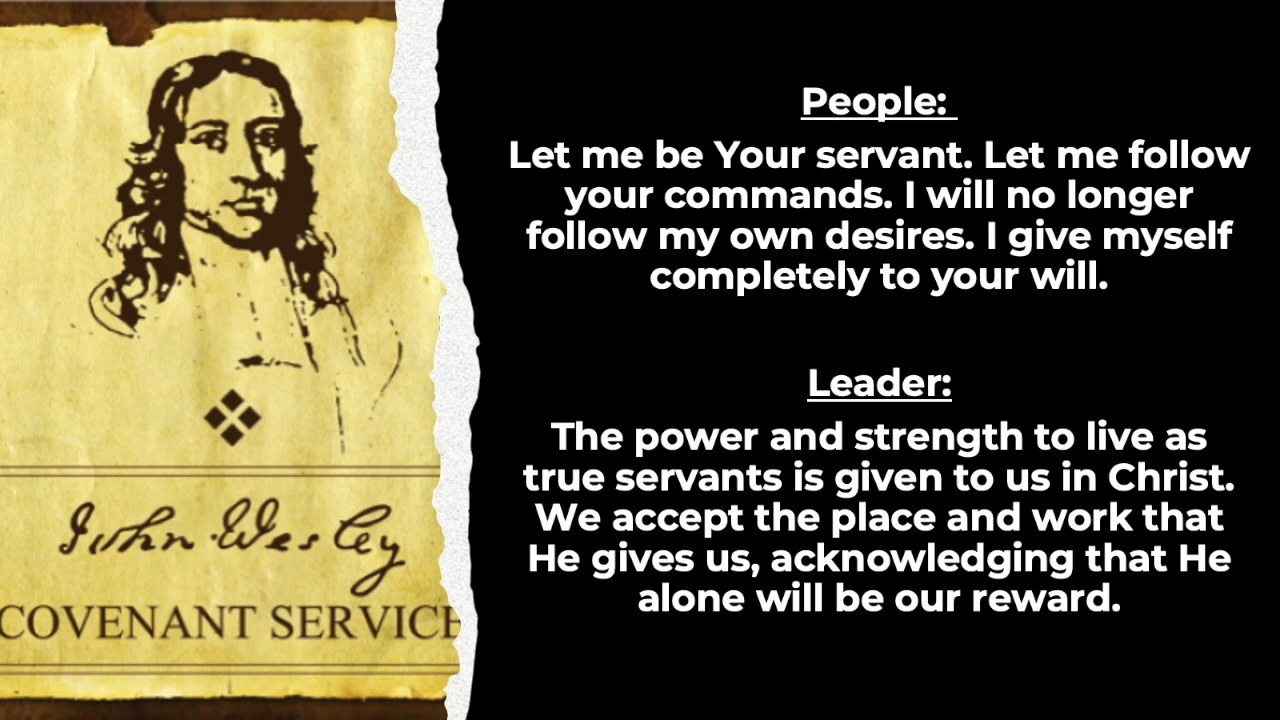 John Wesley
COVENANT SERVICE
People:
Let me be Your servant. Let me follow
your commands. I will no longer
follow my own desires. I give myself
completely to your will.
Leader:
The power and strength to live as
true servants is given to us in Christ.
We accept the place and work that
He gives us, acknowledging that He
alone will be our reward.